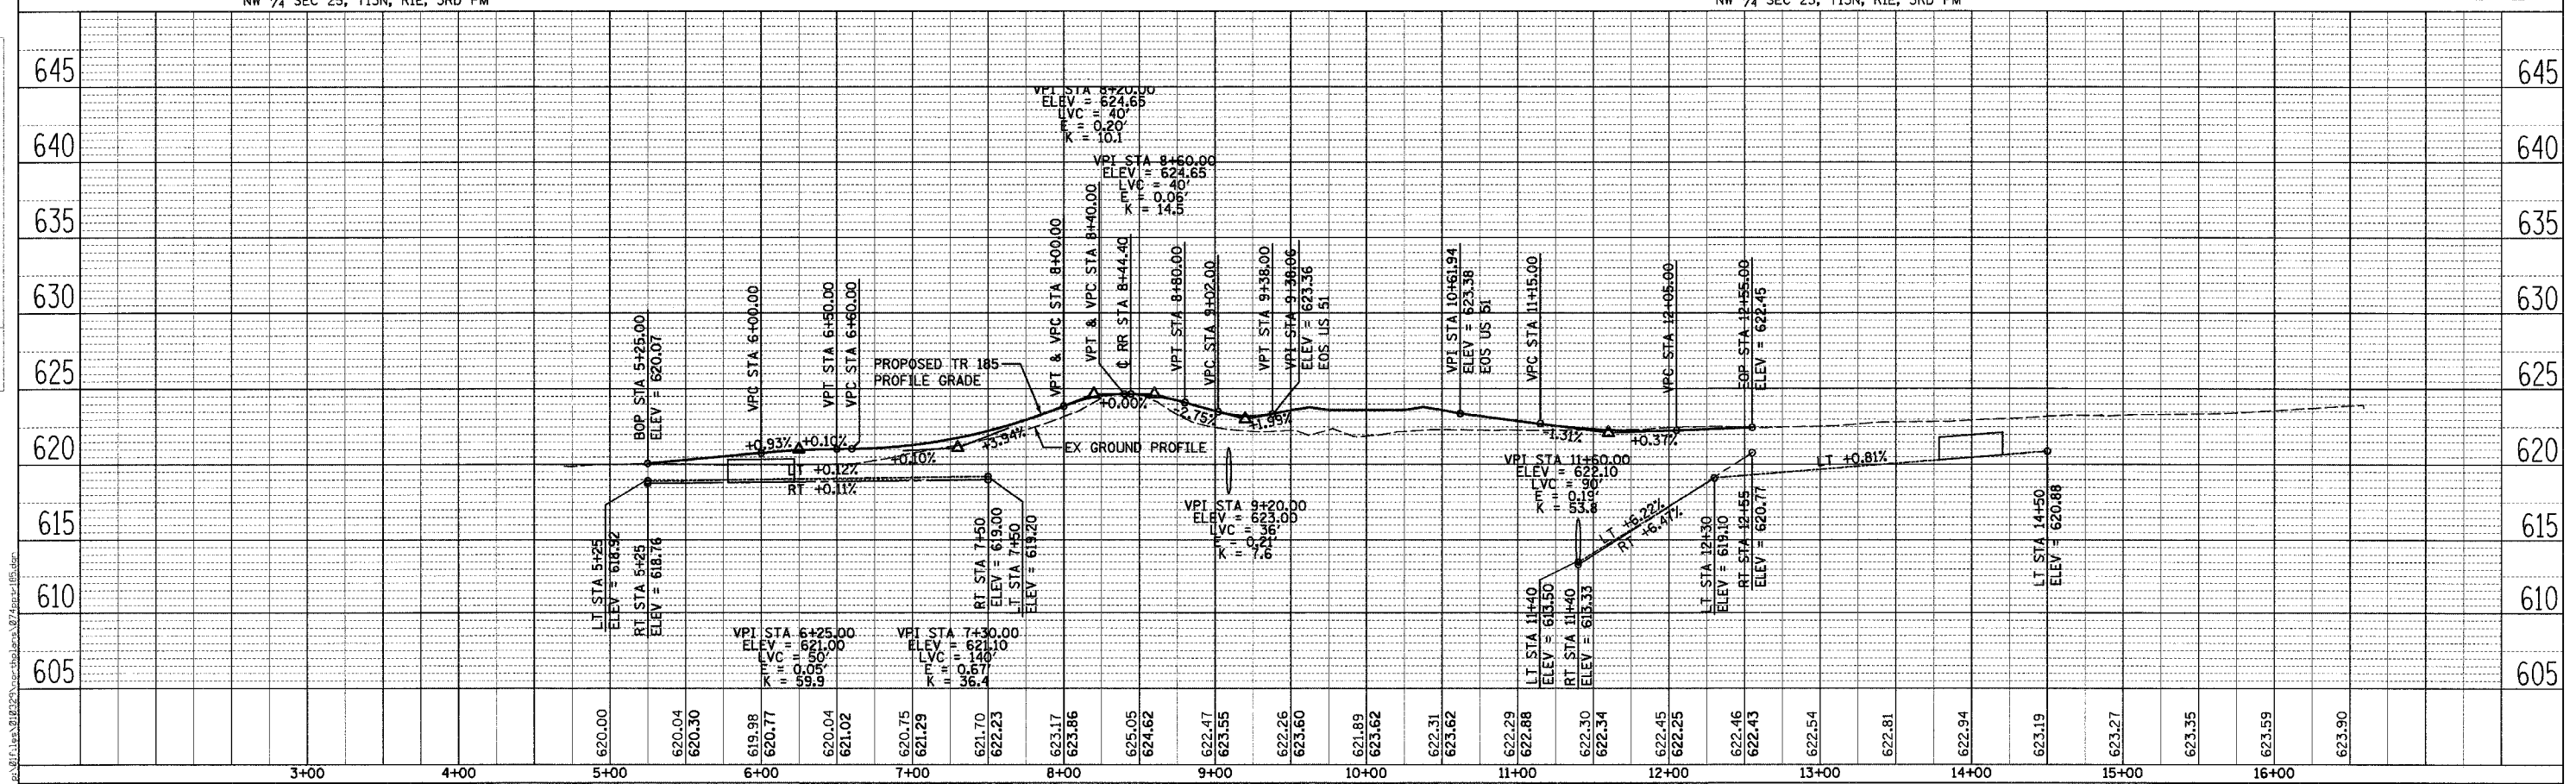 NW 1/4 SEC 25, T15N, R1E, 3RD PM
NW 1/4 SEC 25, T15N, R1E, 3RD PM
645
640
635
630
625
620
615
610
605
645
640
635
630
625
620
615
610
605
VPI STA 8+20.00
ELEV = 624.65
LVC = 40'
E = 0.20'
K = 10.1
VPI STA 8+60.00
ELEV = 624.65
LVC = 40'
E = 0.06'
K = 14.5
BOP STA 5+25.00
ELEV = 620.07
VPC STA 6+00.00
VPT STA 6+50.00
VPC STA 6+60.00
PROPOSED TR 185
PROFILE GRADE
VPT & VPC STA 8+00.00
VPT & VPC STA 8+40.00
℄ RR STA 8+44.40
VPT STA 8+80.00
VPC STA 9+02.00
VPT STA 9+38.00
VPI STA 9+38.06
ELEV = 623.36
EOS US 51
VPI STA 10+61.94
ELEV = 623.38
EOS US 51
VPC STA 11+15.00
VPC STA 12+05.00
EOP STA 12+55.00
ELEV = 622.45
+0.93%
+0.10%
+0.10%
+3.94%
+0.00%
-2.75%
+1.95%
-1.31%
+0.37%
EX GROUND PROFILE
LT +0.12%
RT +0.11%
LT +6.22%
RT +6.47%
LT +0.81%
VPI STA 9+20.00
ELEV = 623.00
LVC = 36'
E = 0.21'
K = 7.6
VPI STA 11+60.00
ELEV = 622.10
LVC = 90'
E = 0.19'
K = 53.8
LT STA 5+25
ELEV = 618.92
RT STA 5+25
ELEV = 618.76
RT STA 7+50
ELEV = 619.00
LT STA 7+50
ELEV = 619.20
LT STA 11+40
ELEV = 613.50
RT STA 11+40
ELEV = 613.33
LT STA 12+30
ELEV = 619.10
RT STA 12+55
ELEV = 620.77
LT STA 14+50
ELEV = 620.88
VPI STA 6+25.00
ELEV = 621.00
LVC = 50'
E = 0.05'
K = 59.9
VPI STA 7+30.00
ELEV = 621.10
LVC = 140'
E = 0.67'
K = 36.4
620.00
620.04
620.30
619.98
620.77
620.04
621.02
620.75
621.29
621.70
622.23
623.17
623.86
625.05
624.62
622.47
623.55
622.26
623.60
621.89
623.62
622.31
623.62
622.29
622.88
622.30
622.34
622.45
622.25
622.46
622.43
622.54
622.81
622.94
623.19
623.27
623.35
623.59
623.90
3+00
4+00
5+00
6+00
7+00
8+00
9+00
10+00
11+00
12+00
13+00
14+00
15+00
16+00